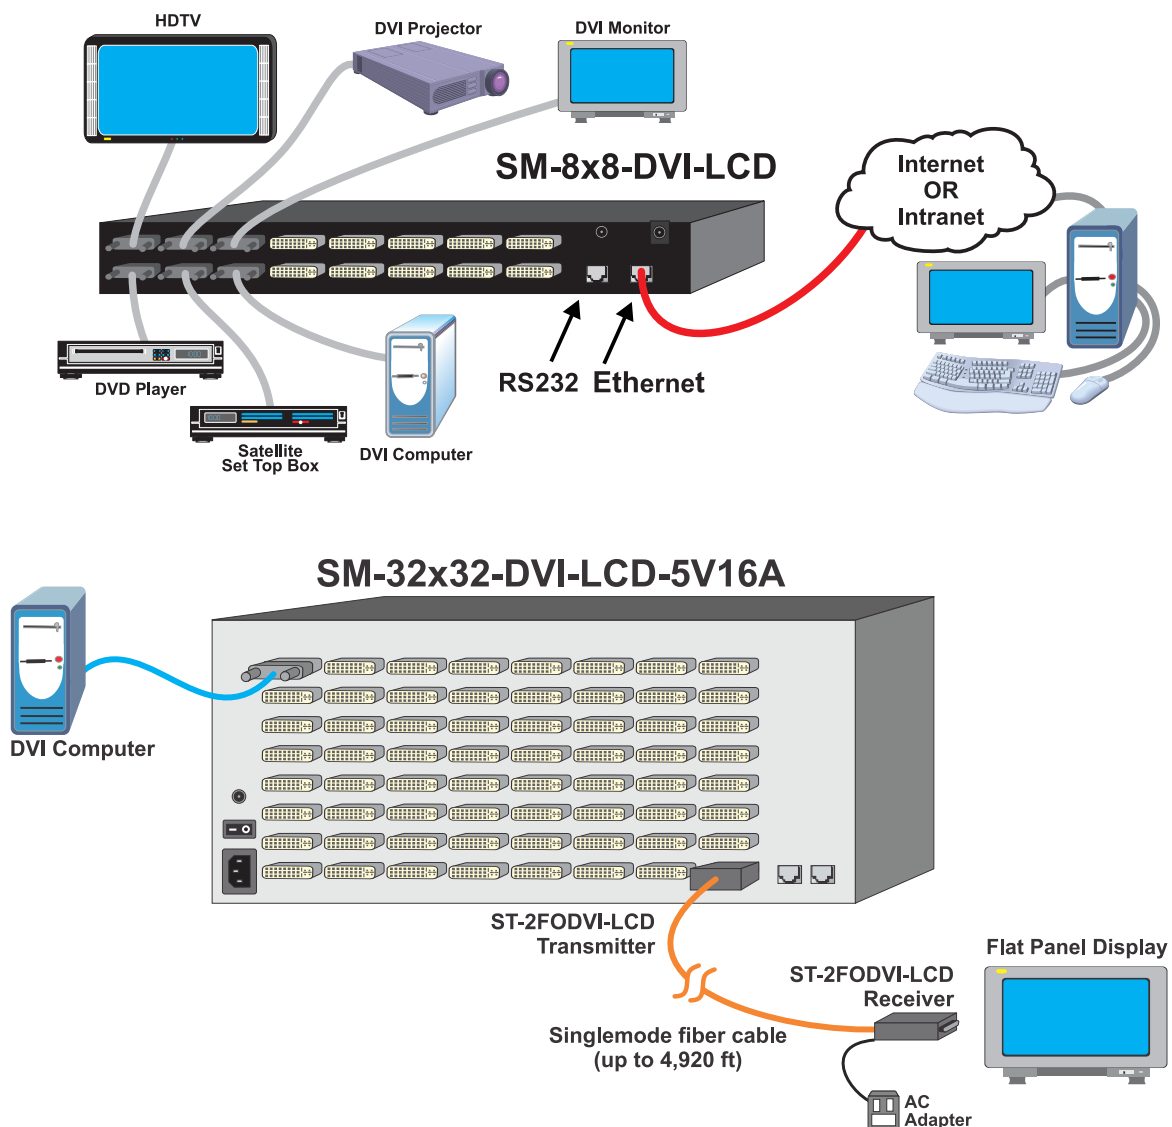 HDTV
DVI Projector
DVI Monitor
SM-8x8-DVI-LCD
Internet
OR
Intranet
RS232
Ethernet
DVD Player
Satellite
Set Top Box
DVI Computer
SM-32x32-DVI-LCD-5V16A
DVI Computer
ST-2FODVI-LCD
Transmitter
Flat Panel Display
ST-2FODVI-LCD
Receiver
Singlemode fiber cable
(up to 4,920 ft)
AC
Adapter